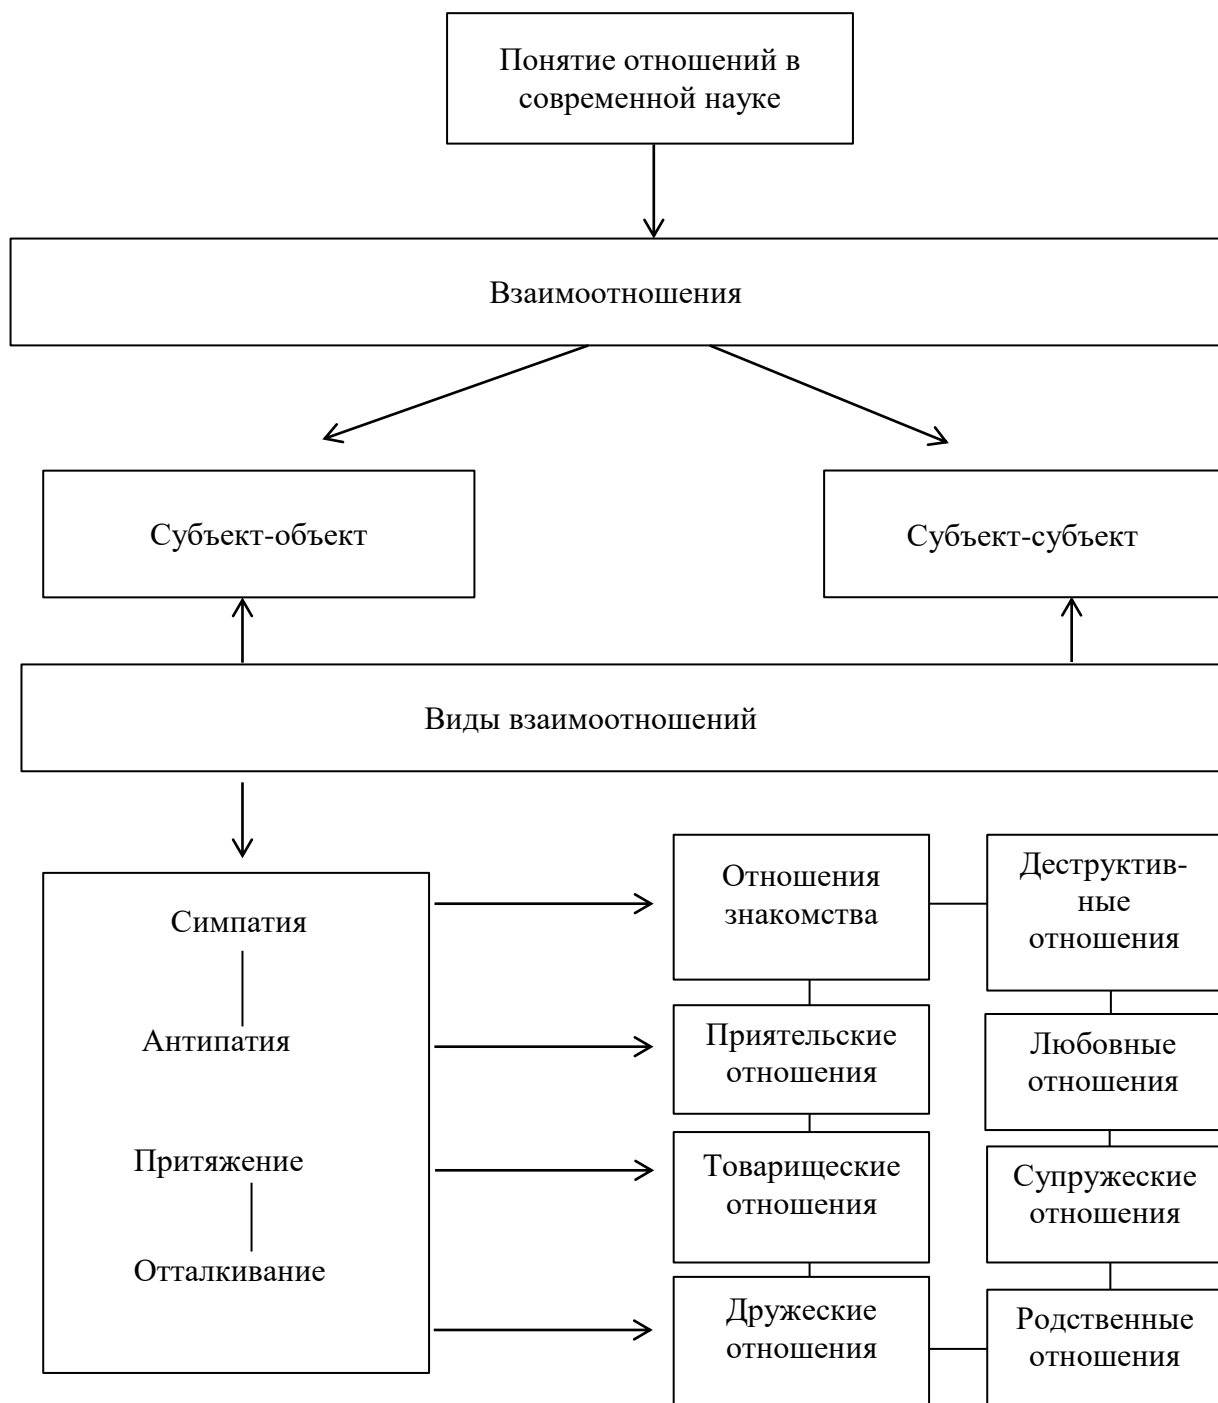 Понятие отношений в
современной науке
Взаимоотношения
Субъект-объект
Субъект-субъект
Виды взаимоотношений
Симпатия
Антипатия
Притяжение
Отталкивание
Отношения
знакомства
Приятельские
отношения
Товарищеские
отношения
Дружеские
отношения
Деструктив-
ные
отношения
Любовные
отношения
Супружеские
отношения
Родственные
отношения